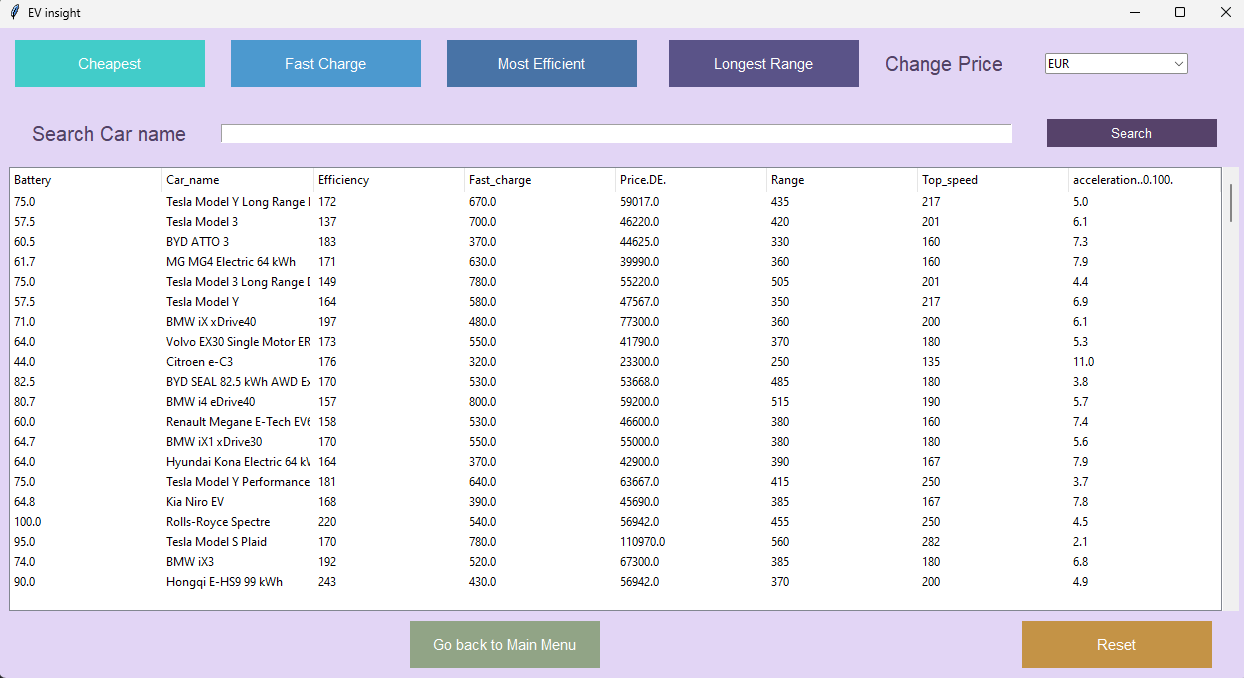 EV insight
Cheapest Fast Charge Most Efficient Longest Range Change Price EUR
Search Car name Search
Battery Car_name Efficiency Fast_charge Price.DE. Range Top_speed acceleration..0.100.
75.0 Tesla Model Y Long Range 172 670.0 59017.0 435 217 5.0
57.5 Tesla Model 3 137 700.0 46220.0 420 201 6.1
60.5 BYD ATTO 3 183 370.0 44625.0 330 160 7.3
61.7 MG MG4 Electric 64 kWh 171 630.0 39990.0 360 160 7.9
75.0 Tesla Model 3 Long Range 149 780.0 55220.0 505 201 4.4
57.5 Tesla Model Y 164 580.0 47567.0 350 217 6.9
71.0 BMW iX xDrive40 197 480.0 77300.0 360 200 6.1
64.0 Volvo EX30 Single Motor ER 173 550.0 41790.0 370 180 5.3
44.0 Citroen e-C3 176 320.0 23300.0 250 135 11.0
82.5 BYD SEAL 82.5 kWh AWD Ex 170 530.0 53668.0 485 180 3.8
80.7 BMW i4 eDrive40 157 800.0 59200.0 515 190 5.7
60.0 Renault Megane E-Tech EV6 158 530.0 46600.0 380 160 7.4
64.7 BMW iX1 xDrive30 170 550.0 55000.0 380 180 5.6
64.0 Hyundai Kona Electric 64 k 164 370.0 42900.0 390 167 7.9
75.0 Tesla Model Y Performance 181 640.0 63667.0 415 250 3.7
64.8 Kia Niro EV 168 390.0 45690.0 385 167 7.8
100.0 Rolls-Royce Spectre 220 540.0 56942.0 455 250 4.5
95.0 Tesla Model S Plaid 170 780.0 110970.0 560 282 2.1
74.0 BMW iX3 192 520.0 67300.0 385 180 6.8
90.0 Hongqi E-HS9 99 kWh 243 430.0 56942.0 370 200 4.9
Go back to Main Menu Reset